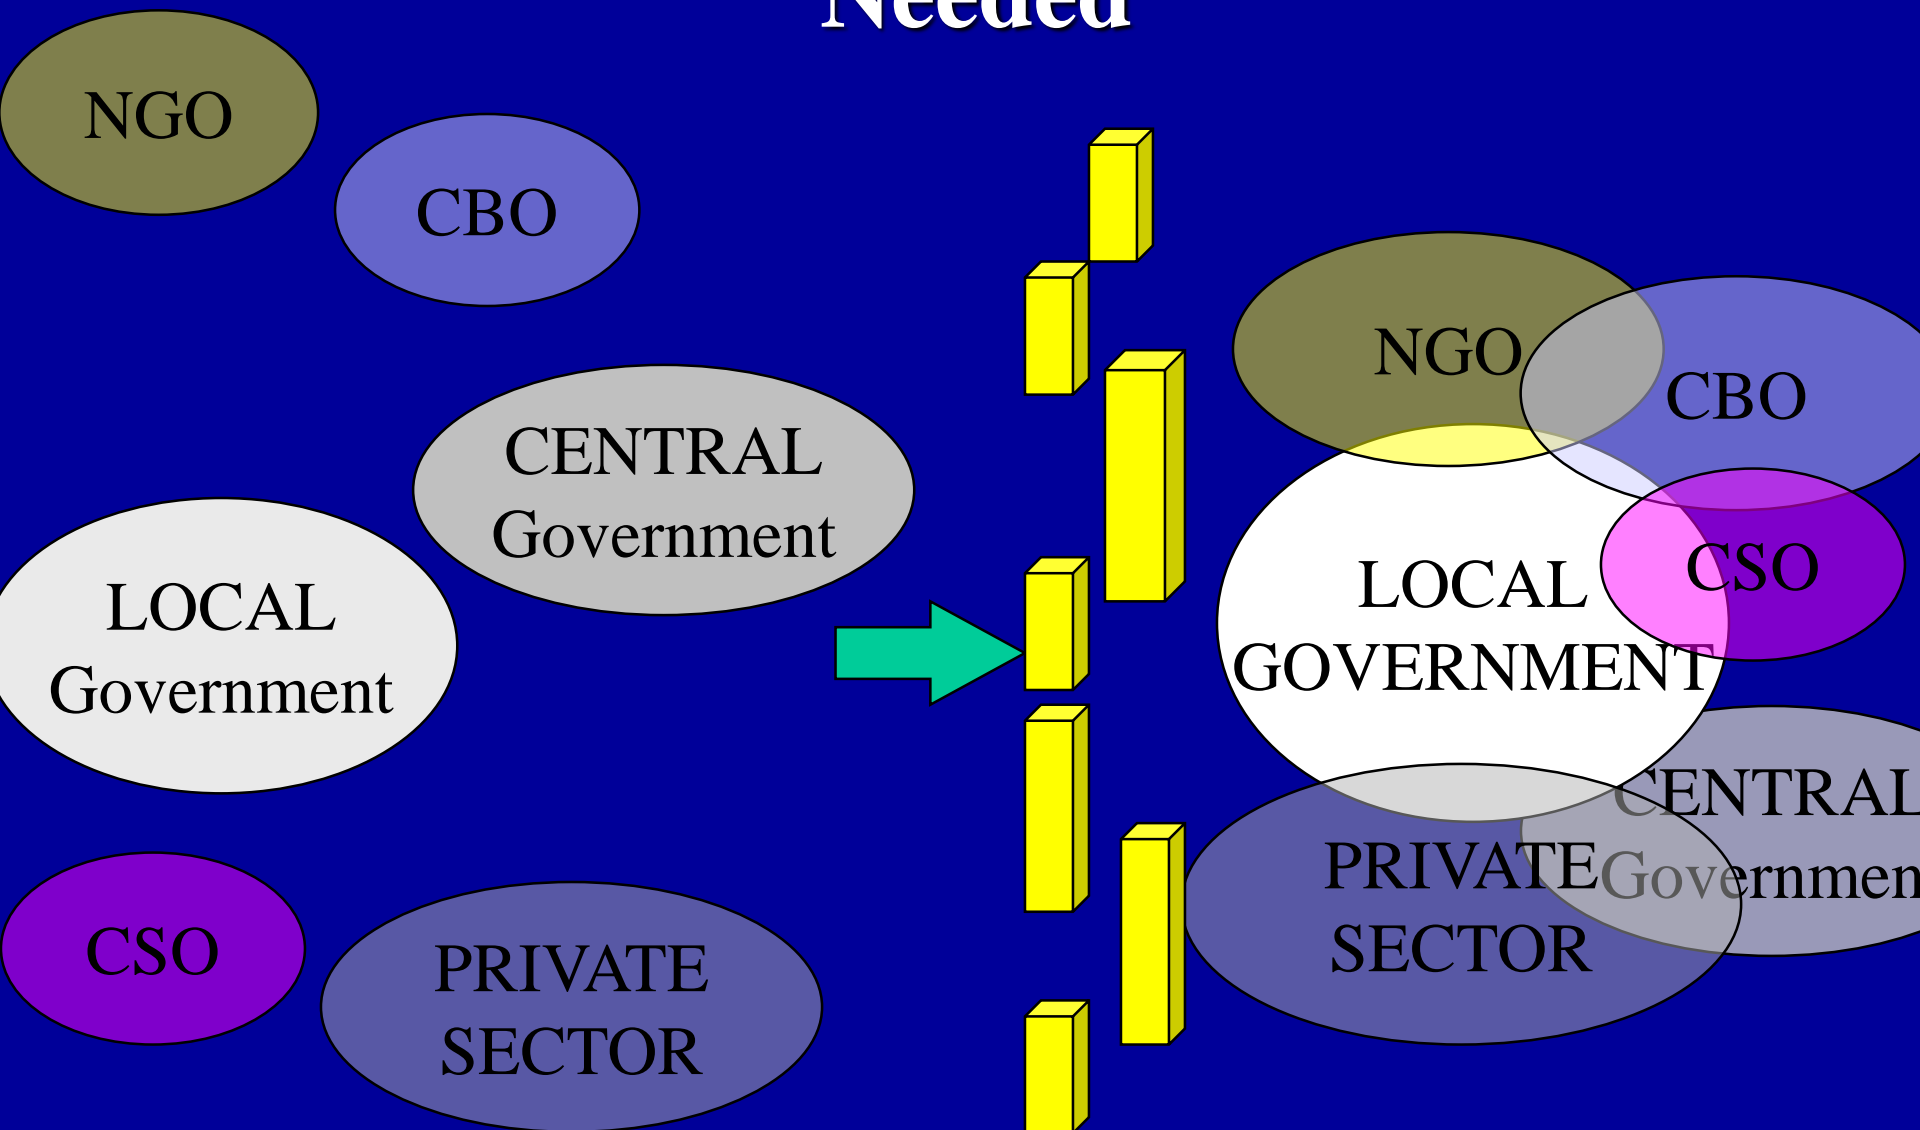 Needed
NGO
CBO
CENTRAL
Government
LOCAL
Government
CSO
PRIVATE
SECTOR
NGO
CBO
CSO
LOCAL
GOVERNMENT
CENTRAL
Governmen
PRIVATE
SECTOR